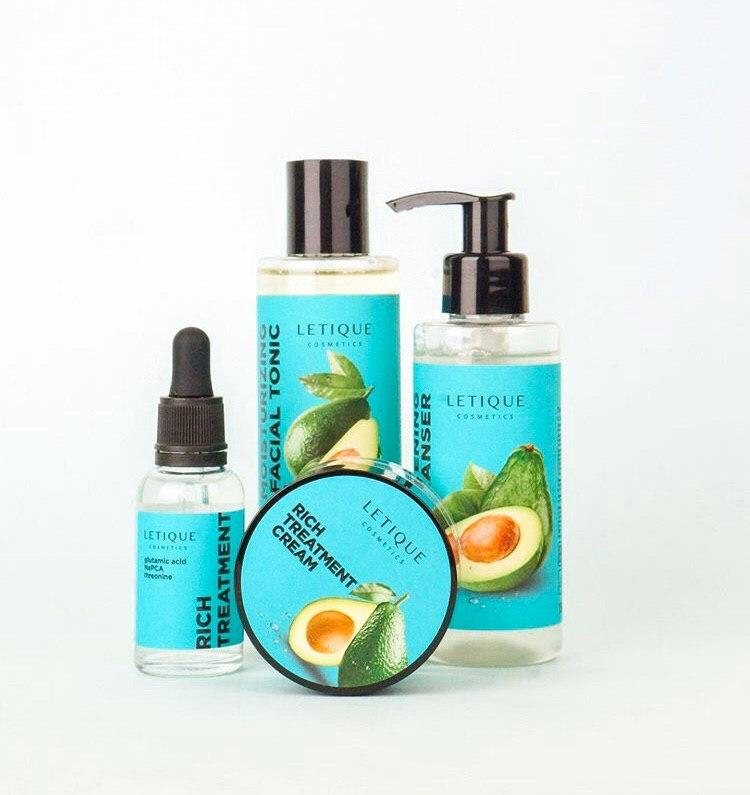 LETIQUE
COSMETICS
MOISTURIZING
FACIAL TONIC
LETIQUE
COSMETICS
LETIQUE
COSMETICS
glutamic acid
NaPCA
threonine
RICH
TREATMENT
RICH
TREATMENT
CREAM
LETIQUE
COSMETICS